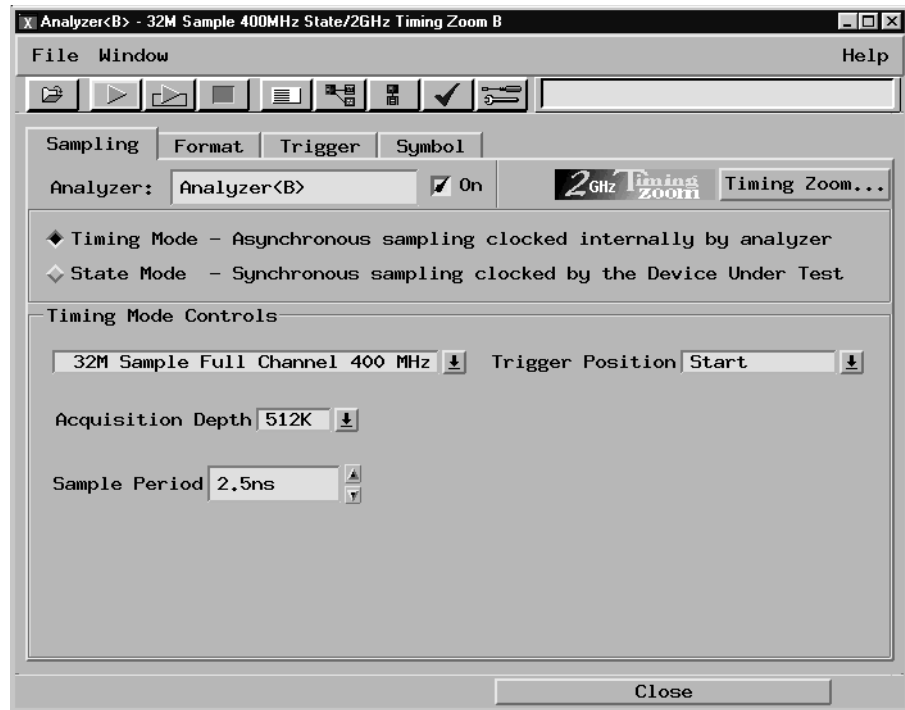 Analyzer<B> - 32M Sample 400MHz State/2GHz Timing Zoom B
File Window Help
Sampling Format Trigger Symbol
Analyzer: Analyzer<B> On 2GHz Timing zoom Timing Zoom...
Timing Mode - Asynchronous sampling clocked internally by analyzer
State Mode - Synchronous sampling clocked by the Device Under Test
Timing Mode Controls
32M Sample Full Channel 400 MHz Trigger Position Start
Acquisition Depth 512K
Sample Period 2.5ns
Close